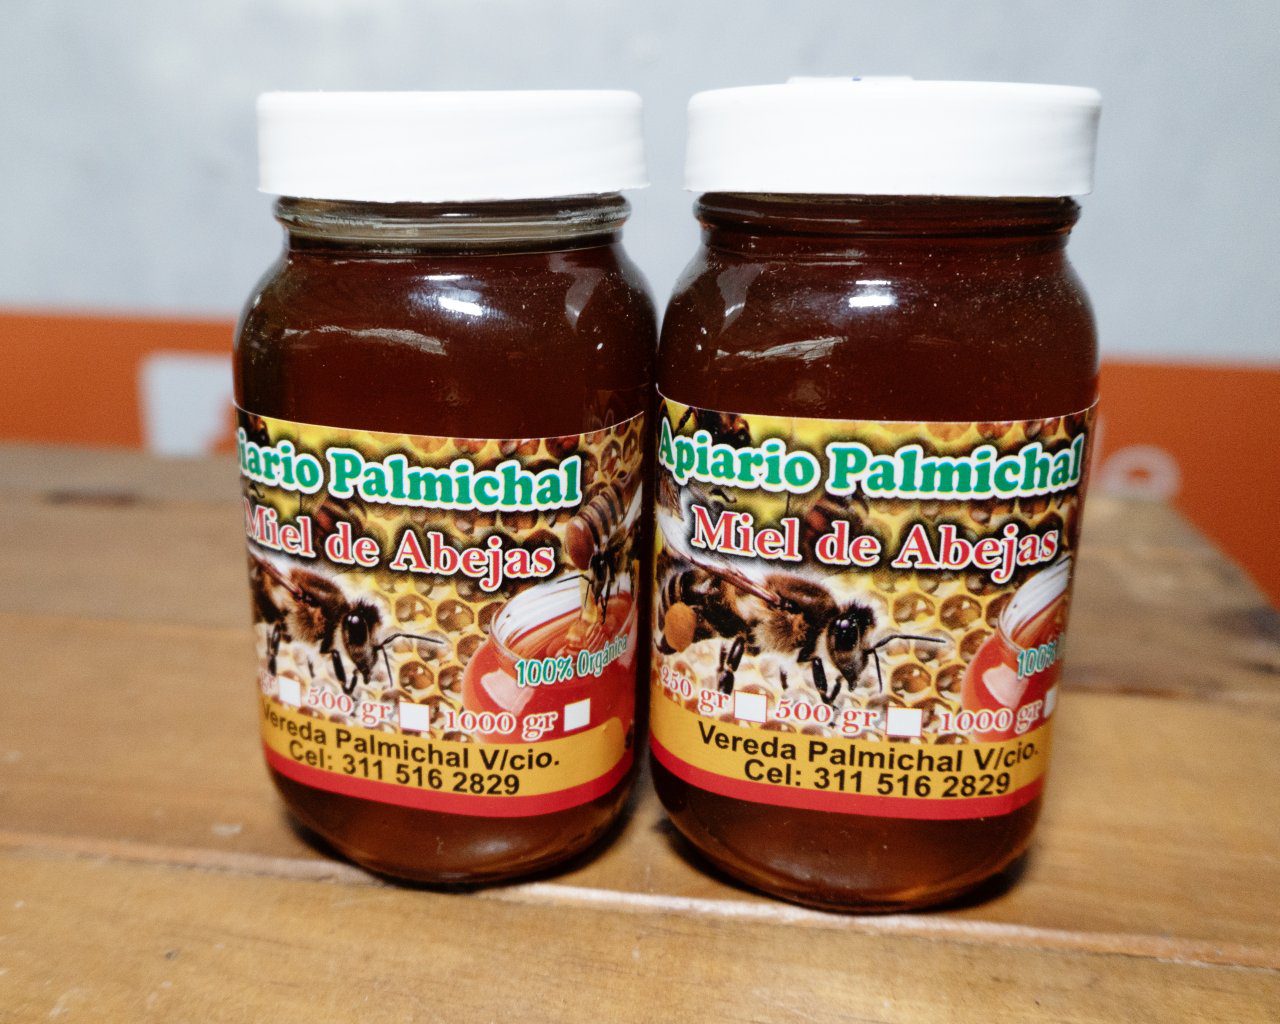 Palmichal
Miel de Abejas
100% Orgánica
500 gr 1000 gr
Vereda Palmichal V/cio.
Cel: 311 516 2829
Apiario Palmichal
Miel de Abejas
100%
250 gr 500 gr 1000 gr
Vereda Palmichal V/cio.
Cel: 311 516 2829